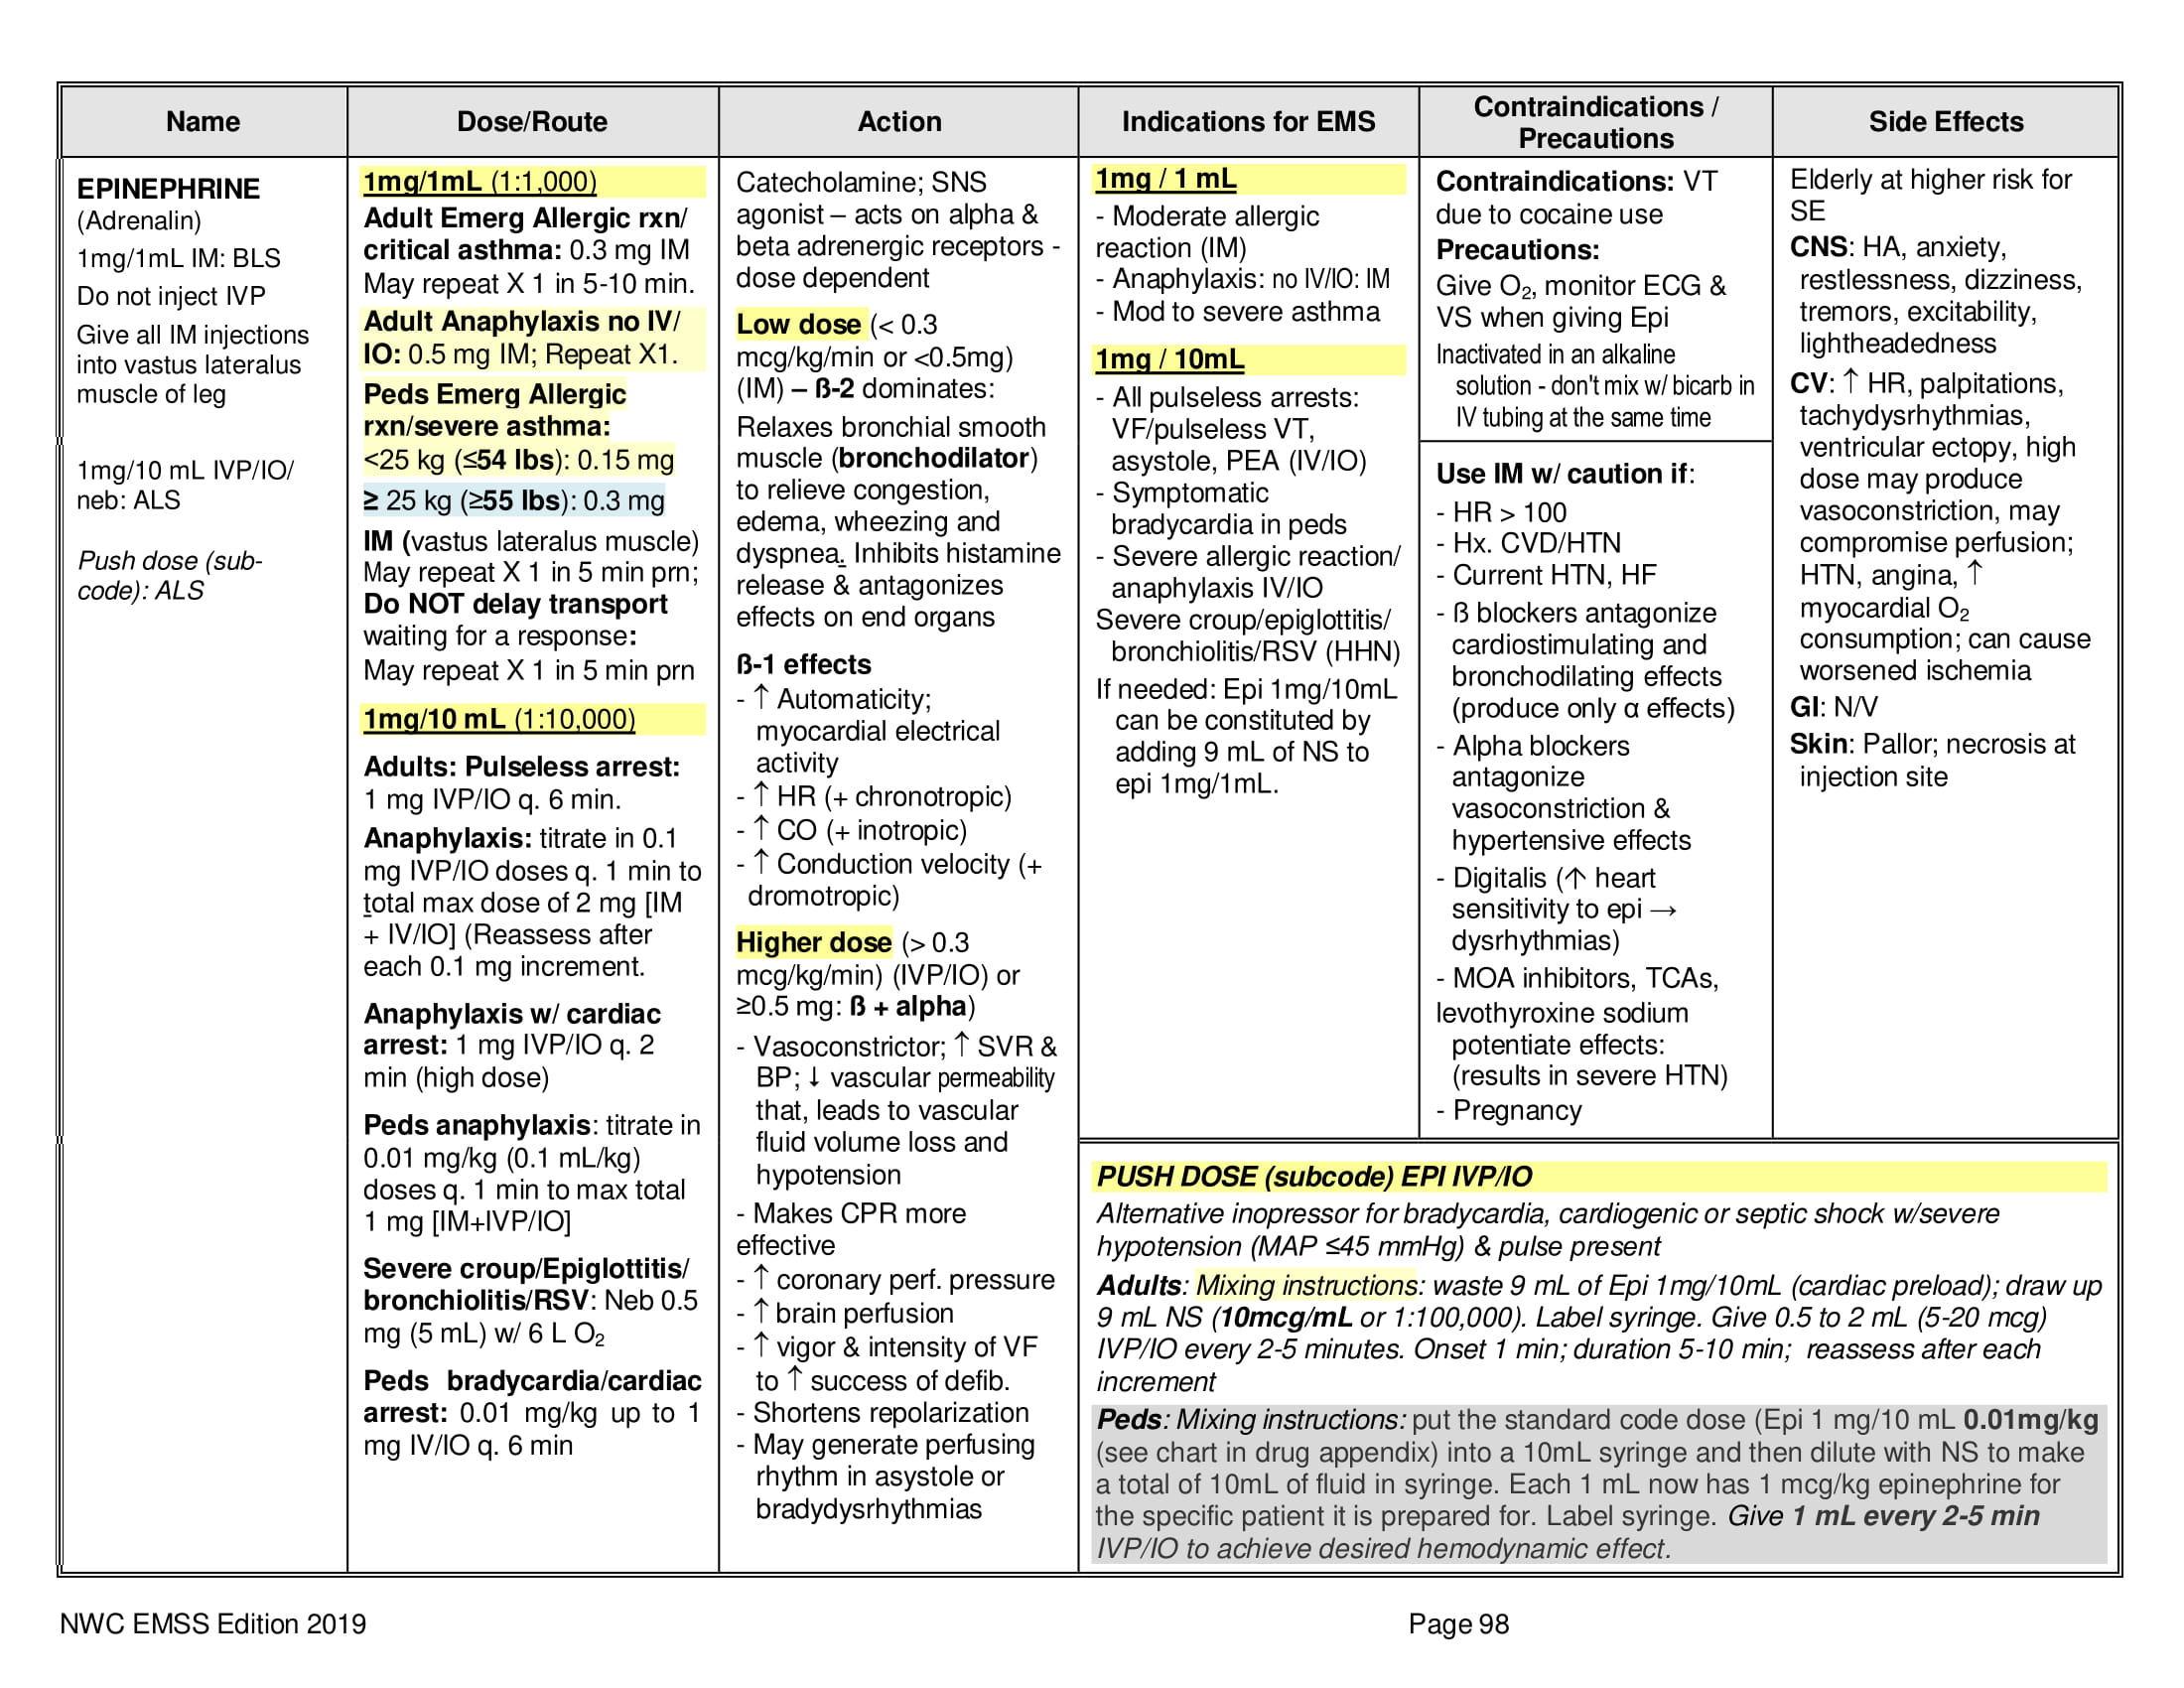 Name
Dose/Route
Action
Indications for EMS
Contraindications /
Precautions
Side Effects
EPINEPHRINE
(Adrenalin)
1mg/1mL IM: BLS
Do not inject IVP
Give all IM injections
into vastus lateralus
muscle of leg
1mg/10 mL IVP/IO/
neb: ALS
Push dose (sub-
code): ALS
1mg/1mL (1:1,000)
Adult Emerg Allergic rxn/
critical asthma: 0.3 mg IM
May repeat X 1 in 5-10 min.
Adult Anaphylaxis no IV/
IO: 0.5 mg IM; Repeat X1.
Peds Emerg Allergic
rxn/severe asthma:
<25 kg (≤54 lbs): 0.15 mg
≥ 25 kg (≥55 lbs): 0.3 mg
IM (vastus lateralus muscle)
May repeat X 1 in 5 min prn;
Do NOT delay transport
waiting for a response:
May repeat X 1 in 5 min prn
1mg/10 mL (1:10,000)
Adults: Pulseless arrest:
1 mg IVP/IO q. 6 min.
Anaphylaxis: titrate in 0.1
mg IVP/IO doses q. 1 min to
total max dose of 2 mg [IM
+ IV/IO] (Reassess after
each 0.1 mg increment.
Anaphylaxis w/ cardiac
arrest: 1 mg IVP/IO q. 2
min (high dose)
Peds anaphylaxis: titrate in
0.01 mg/kg (0.1 mL/kg)
doses q. 1 min to max total
1 mg [IM+IVP/IO]
Severe croup/Epiglottitis/
bronchiolitis/RSV: Neb 0.5
mg (5 mL) w/ 6 L O₂
Peds bradycardia/cardiac
arrest: 0.01 mg/kg up to 1
mg IV/IO q. 6 min
Catecholamine; SNS
agonist – acts on alpha &
beta adrenergic receptors -
dose dependent
Low dose (< 0.3
mcg/kg/min or <0.5mg)
(IM) – ß-2 dominates:
Relaxes bronchial smooth
muscle (bronchodilator)
to relieve congestion,
edema, wheezing and
dyspnea. Inhibits histamine
release & antagonizes
effects on end organs
ß-1 effects
- ↑ Automaticity;
myocardial electrical
activity
- ↑ HR (+ chronotropic)
- ↑ CO (+ inotropic)
- ↑ Conduction velocity (+
dromotropic)
Higher dose (> 0.3
mcg/kg/min) (IVP/IO) or
≥0.5 mg: ß + alpha)
- Vasoconstrictor; ↑ SVR &
BP; ↓ vascular permeability
that, leads to vascular
fluid volume loss and
hypotension
- Makes CPR more
effective
- ↑ coronary perf. pressure
- ↑ brain perfusion
- ↑ vigor & intensity of VF
to ↑ success of defib.
- Shortens repolarization
- May generate perfusing
rhythm in asystole or
bradydysrhythmias
1mg / 1 mL
- Moderate allergic
reaction (IM)
- Anaphylaxis: no IV/IO: IM
- Mod to severe asthma
1mg / 10mL
- All pulseless arrests:
VF/pulseless VT,
asystole, PEA (IV/IO)
- Symptomatic
bradycardia in peds
- Severe allergic reaction/
anaphylaxis IV/IO
Severe croup/epiglottitis/
bronchiolitis/RSV (HHN)
If needed: Epi 1mg/10mL
can be constituted by
adding 9 mL of NS to
epi 1mg/1mL.
Contraindications: VT
due to cocaine use
Precautions:
Give O₂, monitor ECG &
VS when giving Epi
Inactivated in an alkaline
solution - don't mix w/ bicarb in
IV tubing at the same time
Use IM w/ caution if:
- HR > 100
- Hx. CVD/HTN
- Current HTN, HF
- ß blockers antagonize
cardiostimulating and
bronchodilating effects
(produce only α effects)
- Alpha blockers
antagonize
vasoconstriction &
hypertensive effects
- Digitalis (↑ heart
sensitivity to epi →
dysrhythmias)
- MOA inhibitors, TCAs,
levothyroxine sodium
potentiate effects:
(results in severe HTN)
- Pregnancy
Elderly at higher risk for
SE
CNS: HA, anxiety,
restlessness, dizziness,
tremors, excitability,
lightheadedness
CV: ↑ HR, palpitations,
tachydysrhythmias,
ventricular ectopy, high
dose may produce
vasoconstriction, may
compromise perfusion;
HTN, angina, ↑
myocardial O₂
consumption; can cause
worsened ischemia
GI: N/V
Skin: Pallor; necrosis at
injection site
PUSH DOSE (subcode) EPI IVP/IO
Alternative inopressor for bradycardia, cardiogenic or septic shock w/severe
hypotension (MAP ≤45 mmHg) & pulse present
Adults: Mixing instructions: waste 9 mL of Epi 1mg/10mL (cardiac preload); draw up
9 mL NS (10mcg/mL or 1:100,000). Label syringe. Give 0.5 to 2 mL (5-20 mcg)
IVP/IO every 2-5 minutes. Onset 1 min; duration 5-10 min; reassess after each
increment
Peds: Mixing instructions: put the standard code dose (Epi 1 mg/10 mL 0.01mg/kg
(see chart in drug appendix) into a 10mL syringe and then dilute with NS to make
a total of 10mL of fluid in syringe. Each 1 mL now has 1 mcg/kg epinephrine for
the specific patient it is prepared for. Label syringe. Give 1 mL every 2-5 min
IVP/IO to achieve desired hemodynamic effect.
NWC EMSS Edition 2019
Page 98